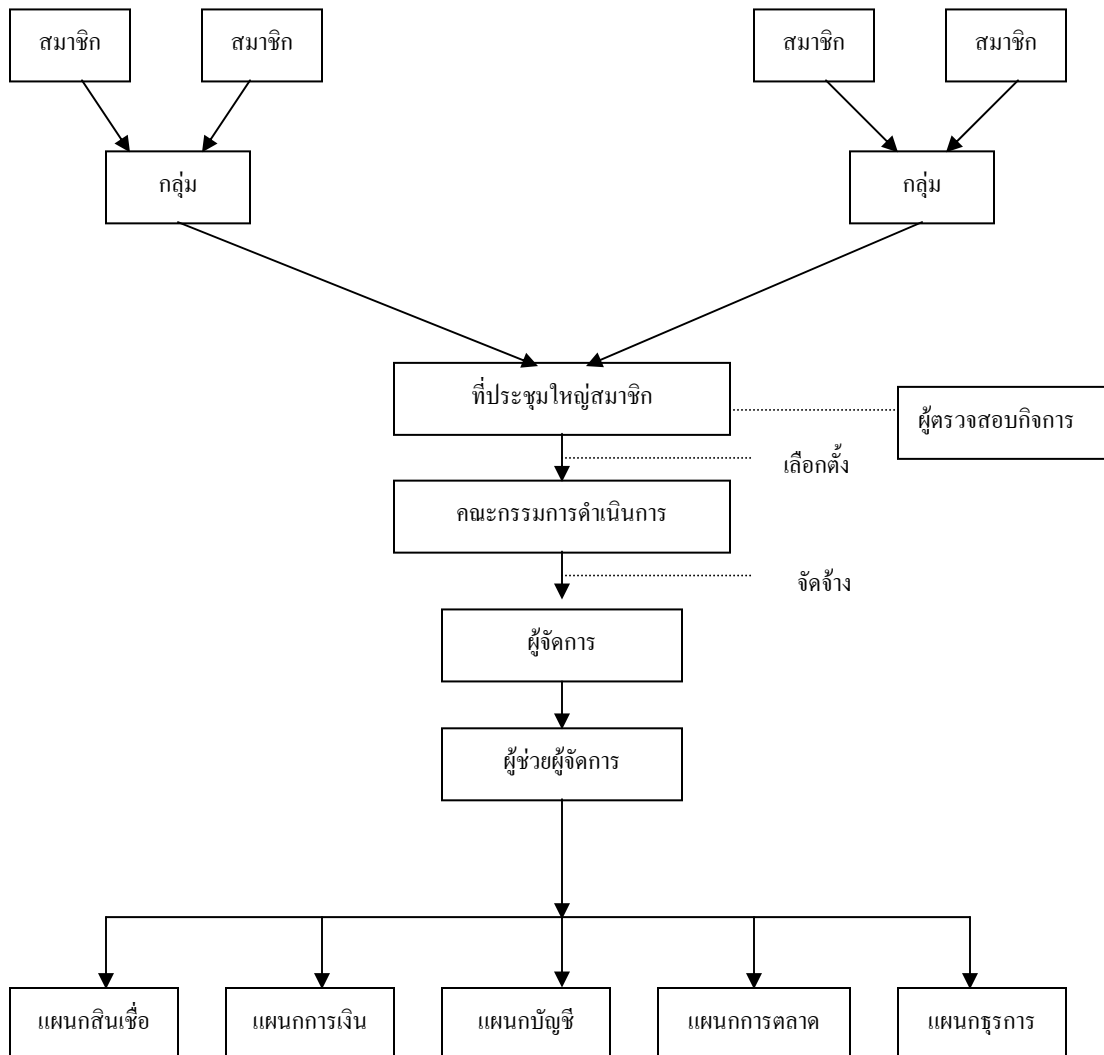 สมาชิก
สมาชิก
สมาชิก
สมาชิก
กลุ่ม
กลุ่ม
ที่ประชุมใหญ่สมาชิก
ผู้ตรวจสอบกิจการ
เลือกตั้ง
คณะกรรมการดำเนินการ
จัดจ้าง
ผู้จัดการ
ผู้ช่วยผู้จัดการ
แผนกสินเชื่อ
แผนกการเงิน
แผนกบัญชี
แผนกการตลาด
แผนกธุรการ